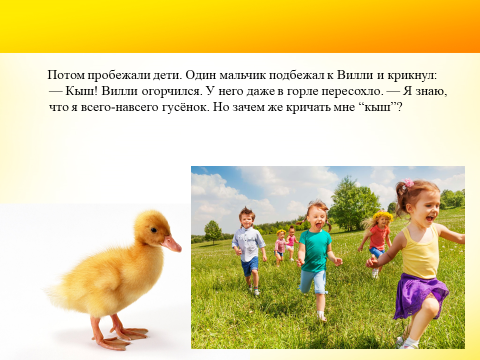 Потом пробежали дети. Один мальчик подбежал к Вилли и крикнул:
— Кыш! Вилли огорчился. У него даже в горле пересохло. — Я знаю,
что я всего-навсего гусёнок. Но зачем же кричать мне “кыш”?